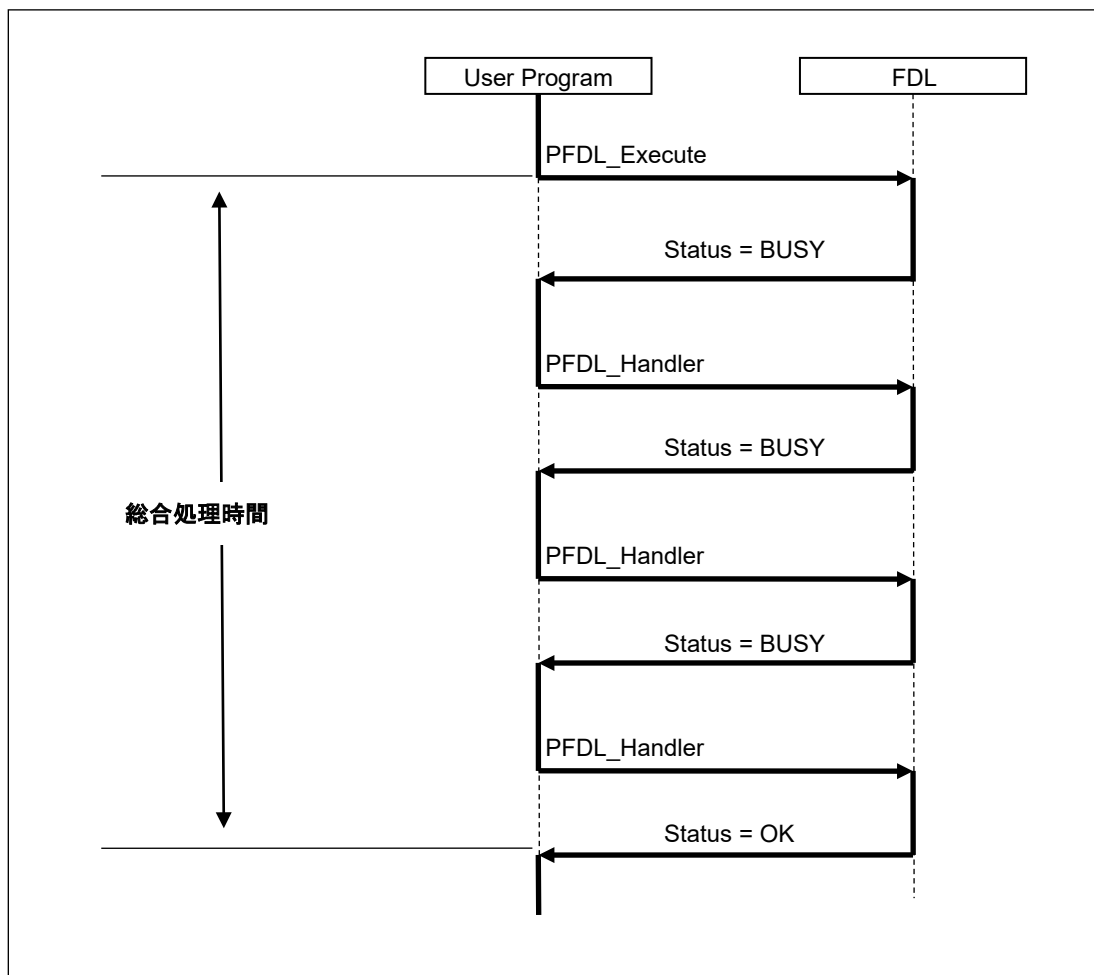 User Program
FDL
PFDL_Execute
Status = BUSY
PFDL_Handler
Status = BUSY
総合処理時間
PFDL_Handler
Status = BUSY
PFDL_Handler
Status = OK